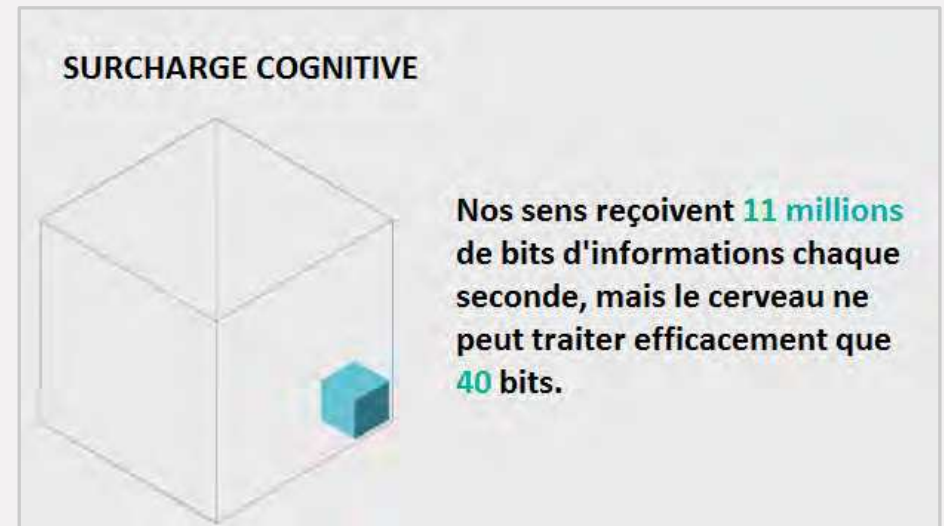 SURCHARGE COGNITIVE
Nos sens reçoivent 11 millions
de bits d'informations chaque
seconde, mais le cerveau ne
peut traiter efficacement que
40 bits.